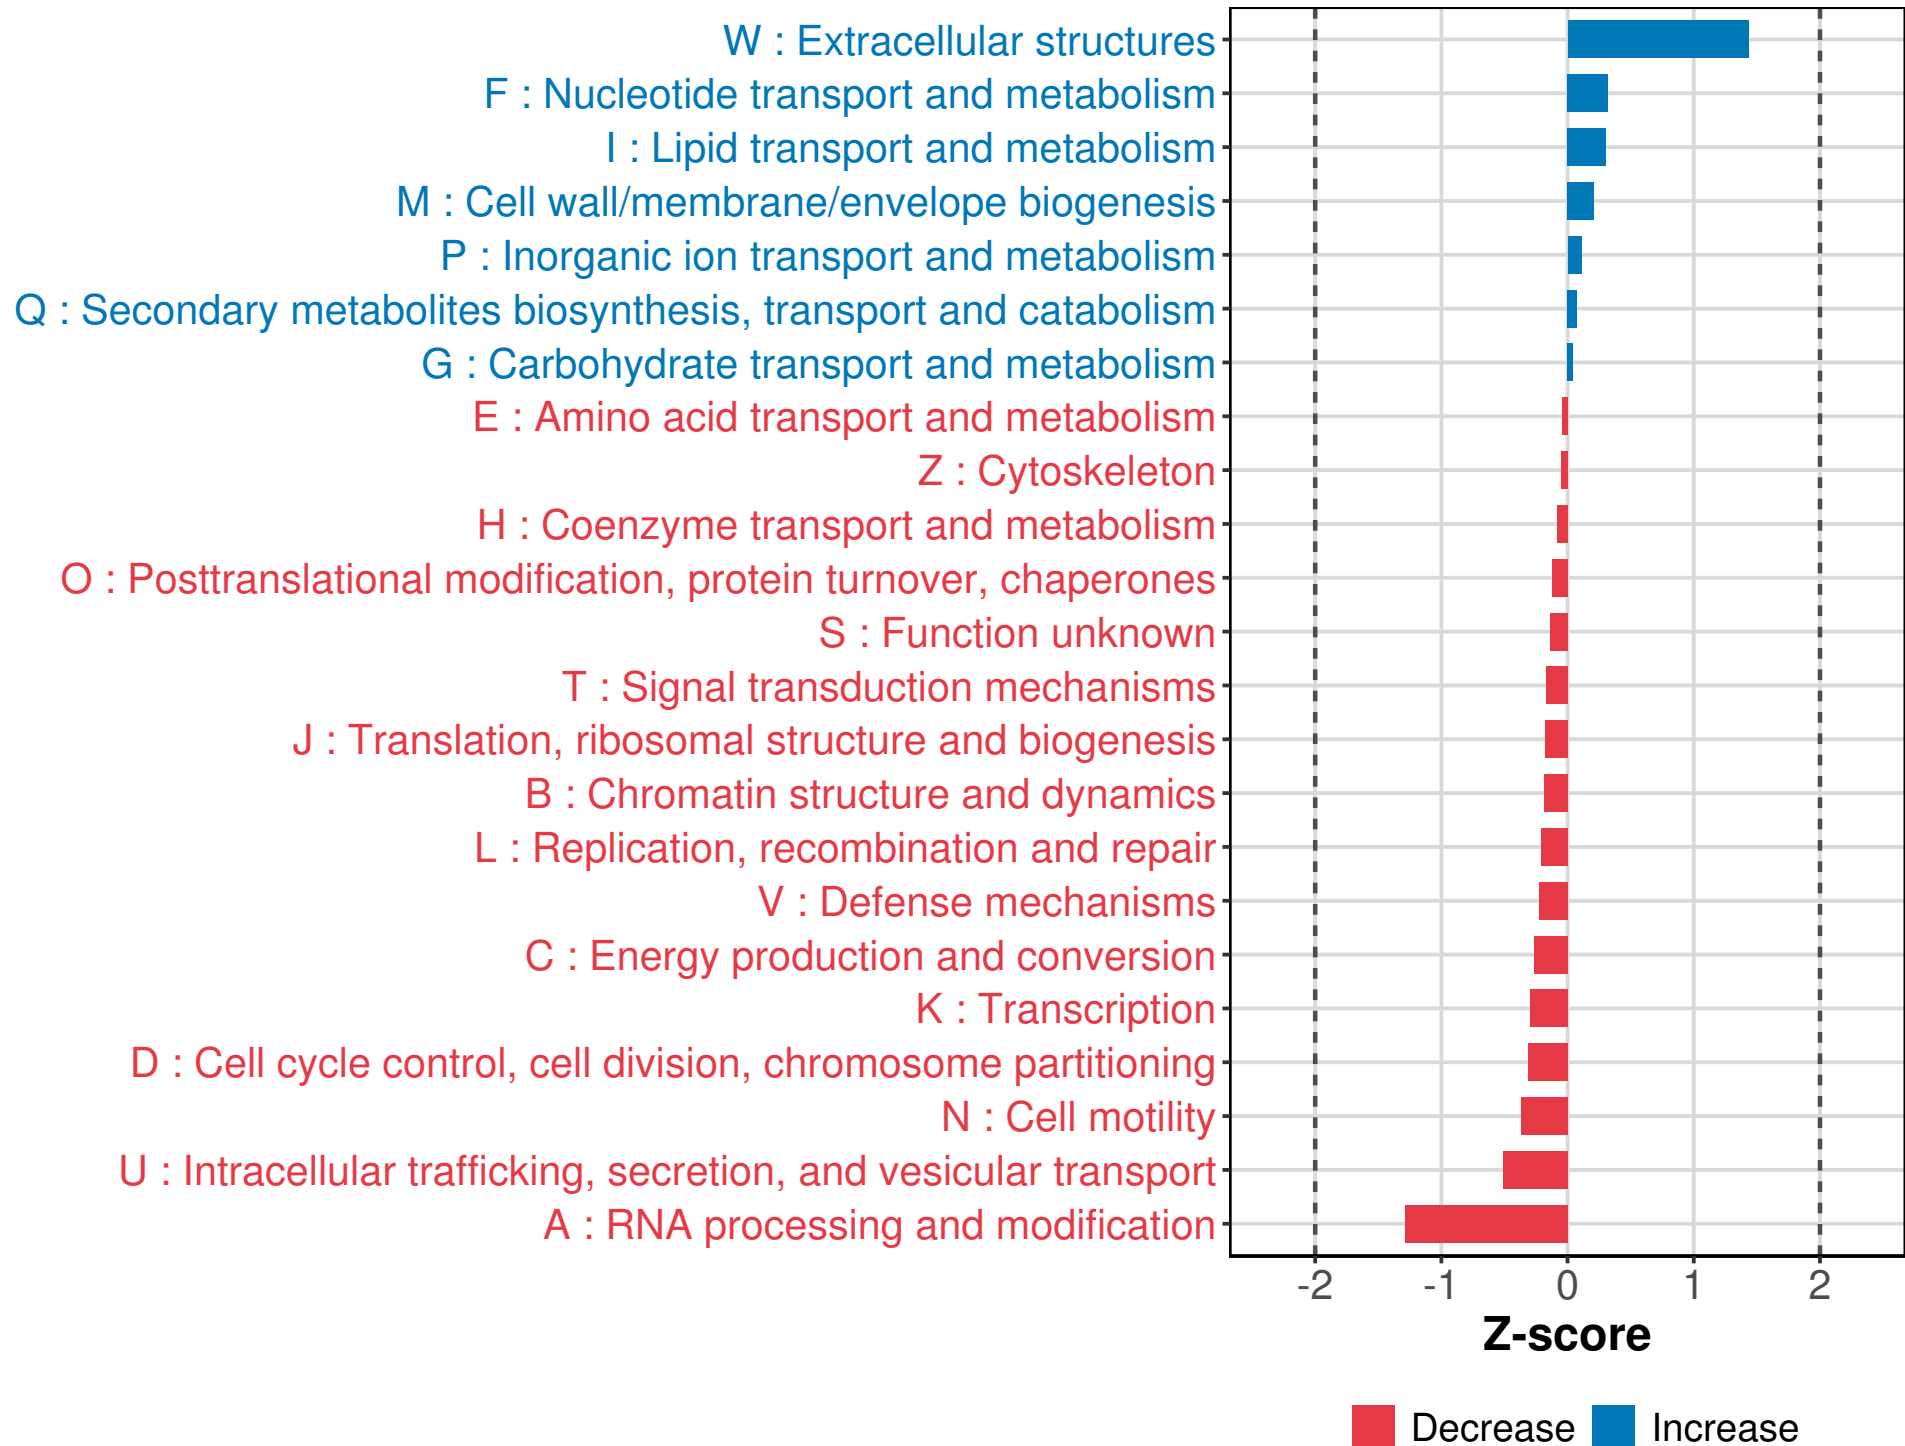 W : Extracellular structures
F : Nucleotide transport and metabolism
I : Lipid transport and metabolism
M : Cell wall/membrane/envelope biogenesis
P : Inorganic ion transport and metabolism
Q : Secondary metabolites biosynthesis, transport and catabolism
G : Carbohydrate transport and metabolism
E : Amino acid transport and metabolism
Z : Cytoskeleton
H : Coenzyme transport and metabolism
O : Posttranslational modification, protein turnover, chaperones
S : Function unknown
T : Signal transduction mechanisms
J : Translation, ribosomal structure and biogenesis
B : Chromatin structure and dynamics
L : Replication, recombination and repair
V : Defense mechanisms
C : Energy production and conversion
K : Transcription
D : Cell cycle control, cell division, chromosome partitioning
N : Cell motility
U : Intracellular trafficking, secretion, and vesicular transport
A : RNA processing and modification
-2 -1 0 1 2
Z-score
Decrease Increase